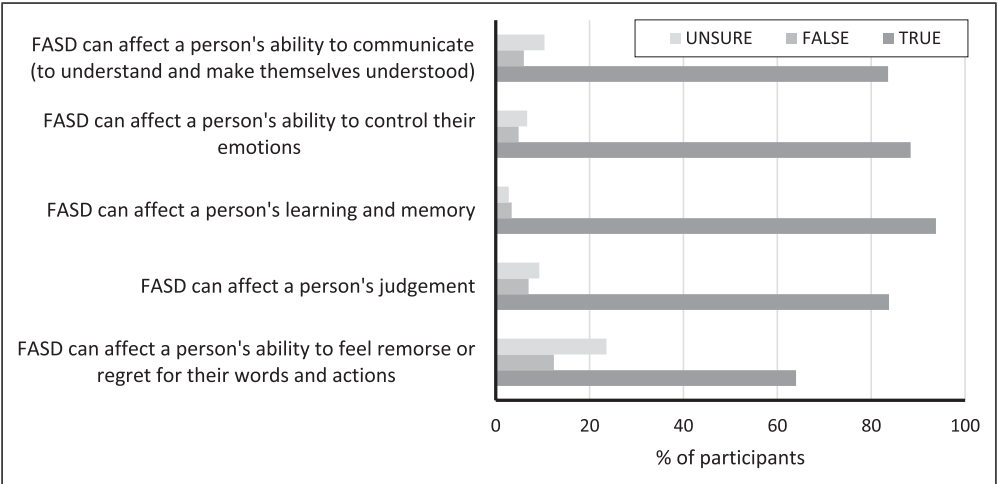 UNSURE FALSE TRUE
FASD can affect a person's ability to communicate
(to understand and make themselves understood)
FASD can affect a person's ability to control their
emotions
FASD can affect a person's learning and memory
FASD can affect a person's judgement
FASD can affect a person's ability to feel remorse or
regret for their words and actions
0 20 40 60 80 100
% of participants